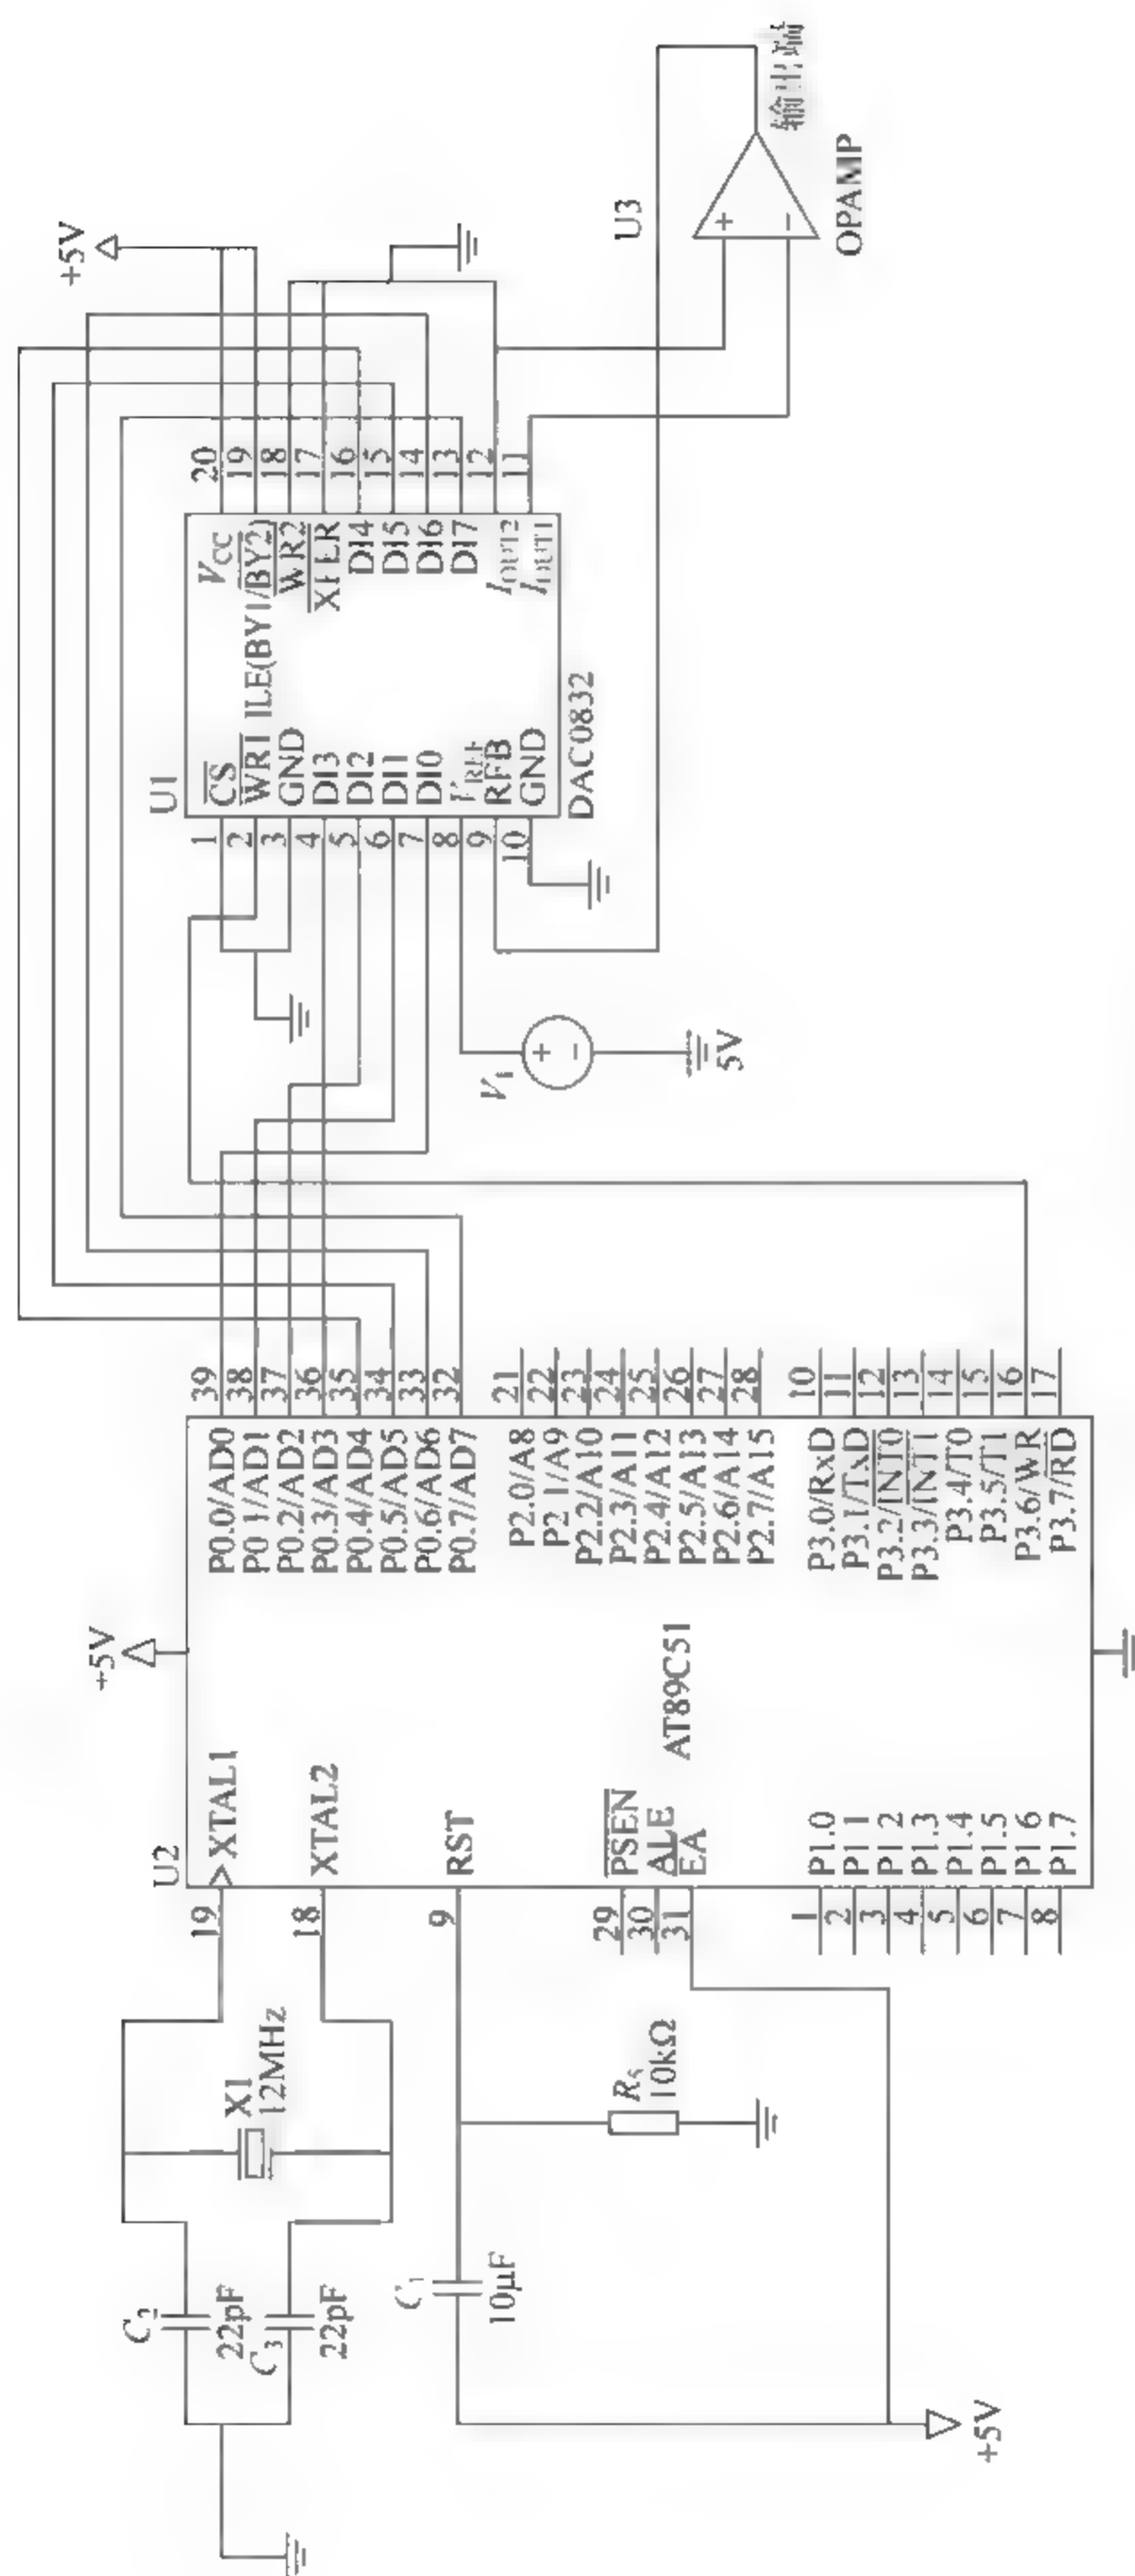 C2
22pF
C3
22pF
X1
12MHz
C1
10μF
10kΩ
+5V
U2
+5V
19
XTAL1
18
XTAL2
9
RST
29
PSEN
30
ALE
31
EA
AT89C51
1
P1.0
2
P1 1
3
P1 2
4
P1.3
5
P1.4
6
P1.5
7
P1 6
8
P1.7
P0.0/AD0
39
P0 1/AD1
38
P0.2/AD2
37
P0.3/AD3
36
P0.4/AD4
35
P0.5/AD5
34
P0.6/AD6
33
P0.7/AD7
32
P2.0/A8
21
P2 1/A9
22
P2.2/A10
23
P2.3/A11
24
P2.4/A12
25
P2.5/A13
26
P2.6/A14
27
P2.7/A15
28
P3.0/RxD
10
P3.1/TxD
11
P3.2/INT0
12
P3.3/INT1
13
P3.4/T0
14
P3.5/T1
15
P3.6/WR
16
P3.7/RD
17
V1
5V
U1
1
CS
2
WR1
3
GND
4
DI3
5
DI2
6
DI1
7
DI0
8
VREF
9
RFB
10
GND
DAC0832
VCC
20
ILE(BY1/BY2)
19
WR2
18
XFER
17
DI4
16
DI5
15
DI6
14
DI7
13
IOUT2
12
IOUT1
11
+5V
U3
+
-
OPAMP
输出端